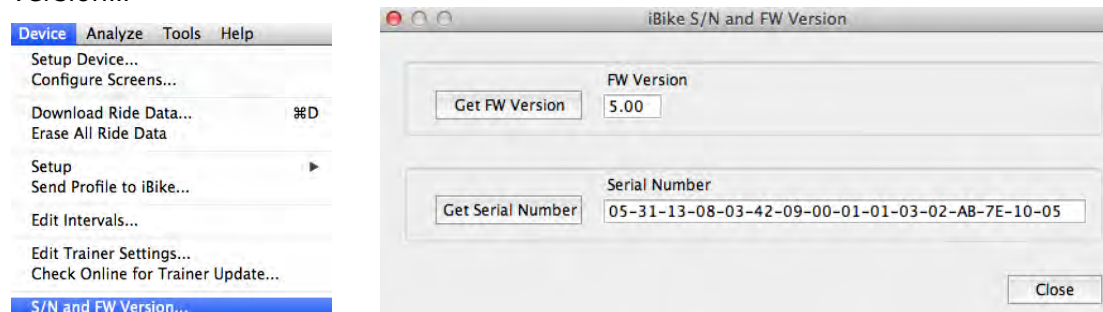 Version...
Device Analyze Tools Help
Setup Device...
Configure Screens...
Download Ride Data... ⌘D
Erase All Ride Data
Setup ▶
Send Profile to iBike...
Edit Intervals...
Edit Trainer Settings...
Check Online for Trainer Update...
S/N and FW Version...
iBike S/N and FW Version
FW Version
Get FW Version 5.00
Serial Number
Get Serial Number 05-31-13-08-03-42-09-00-01-01-03-02-AB-7E-10-05
Close